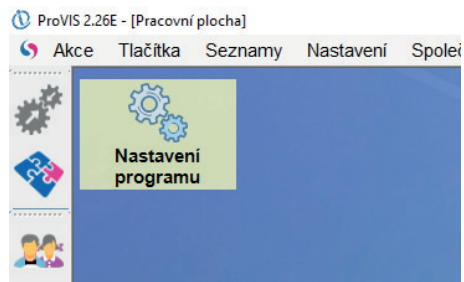 ProVIS 2.26E - [Pracovní plocha]
Akce Tlačítka Seznamy Nastavení
Nastavení
programu